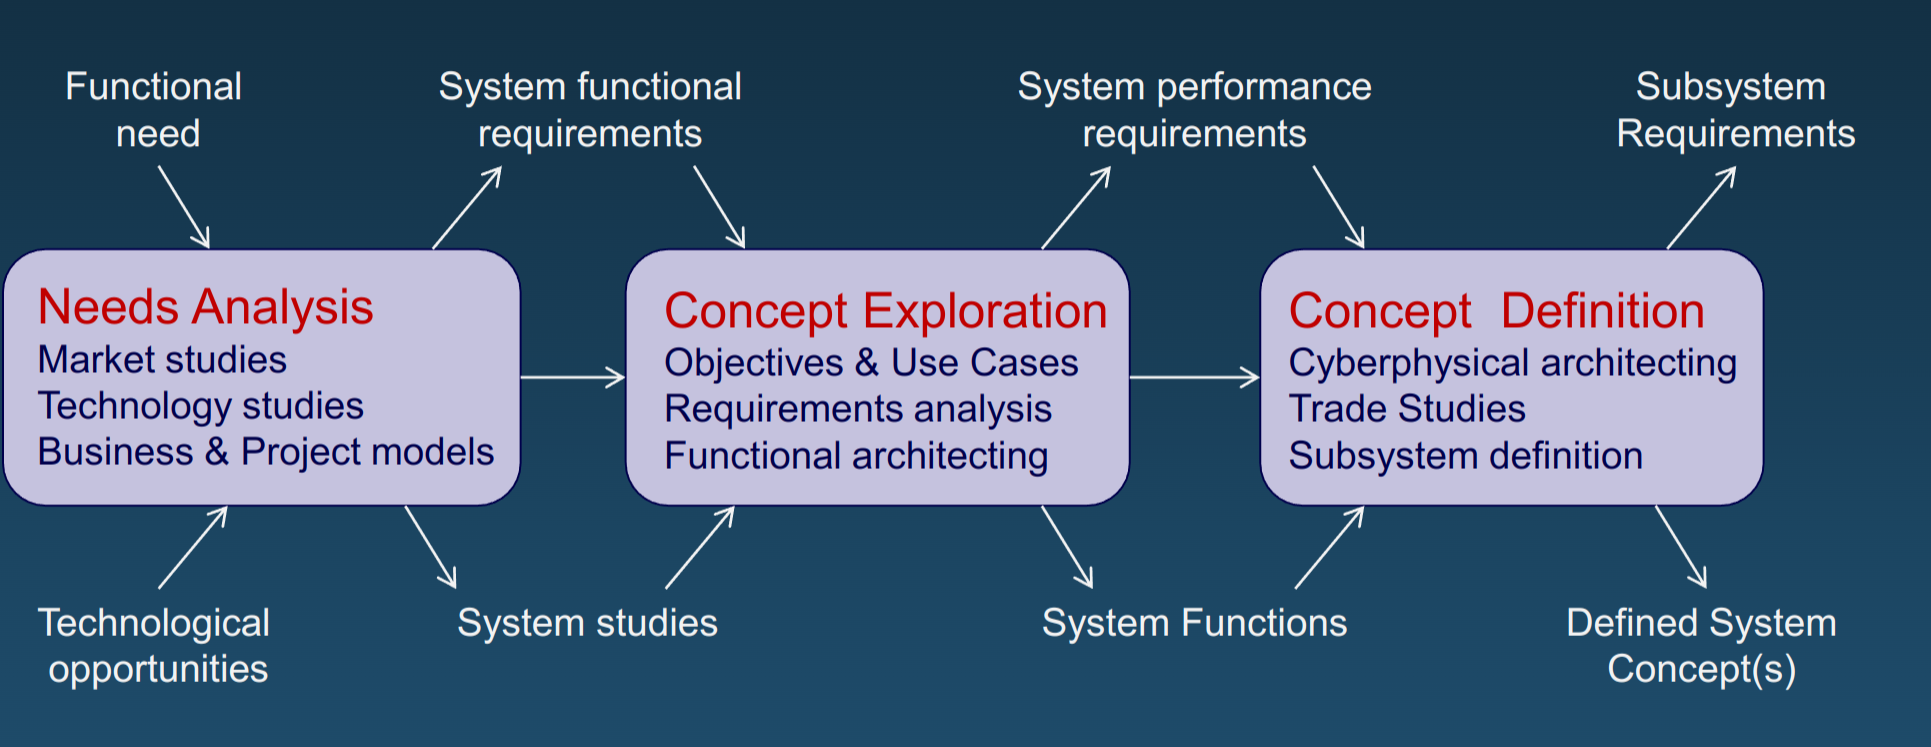 Functional
need
System functional
requirements
System performance
requirements
Subsystem
Requirements
Needs Analysis
Market studies
Technology studies
Business & Project models
Concept Exploration
Objectives & Use Cases
Requirements analysis
Functional architecting
Concept Definition
Cyberphysical architecting
Trade Studies
Subsystem definition
Technological
opportunities
System studies
System Functions
Defined System
Concept(s)